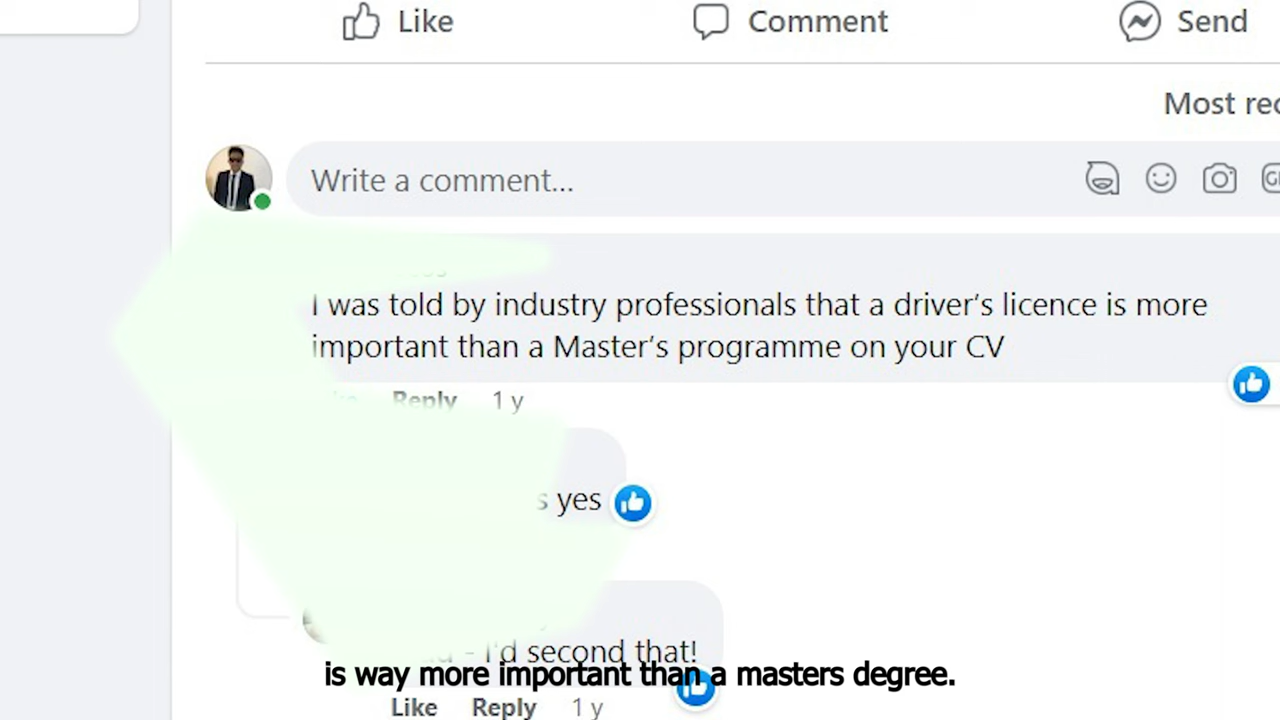 Like Comment Send
Most rec
Write a comment...
I was told by industry professionals that a driver's licence is more
important than a Master's programme on your CV
Reply 1 y
yes
I'd second that!
is way more important than a masters degree.
Like Reply 1 y